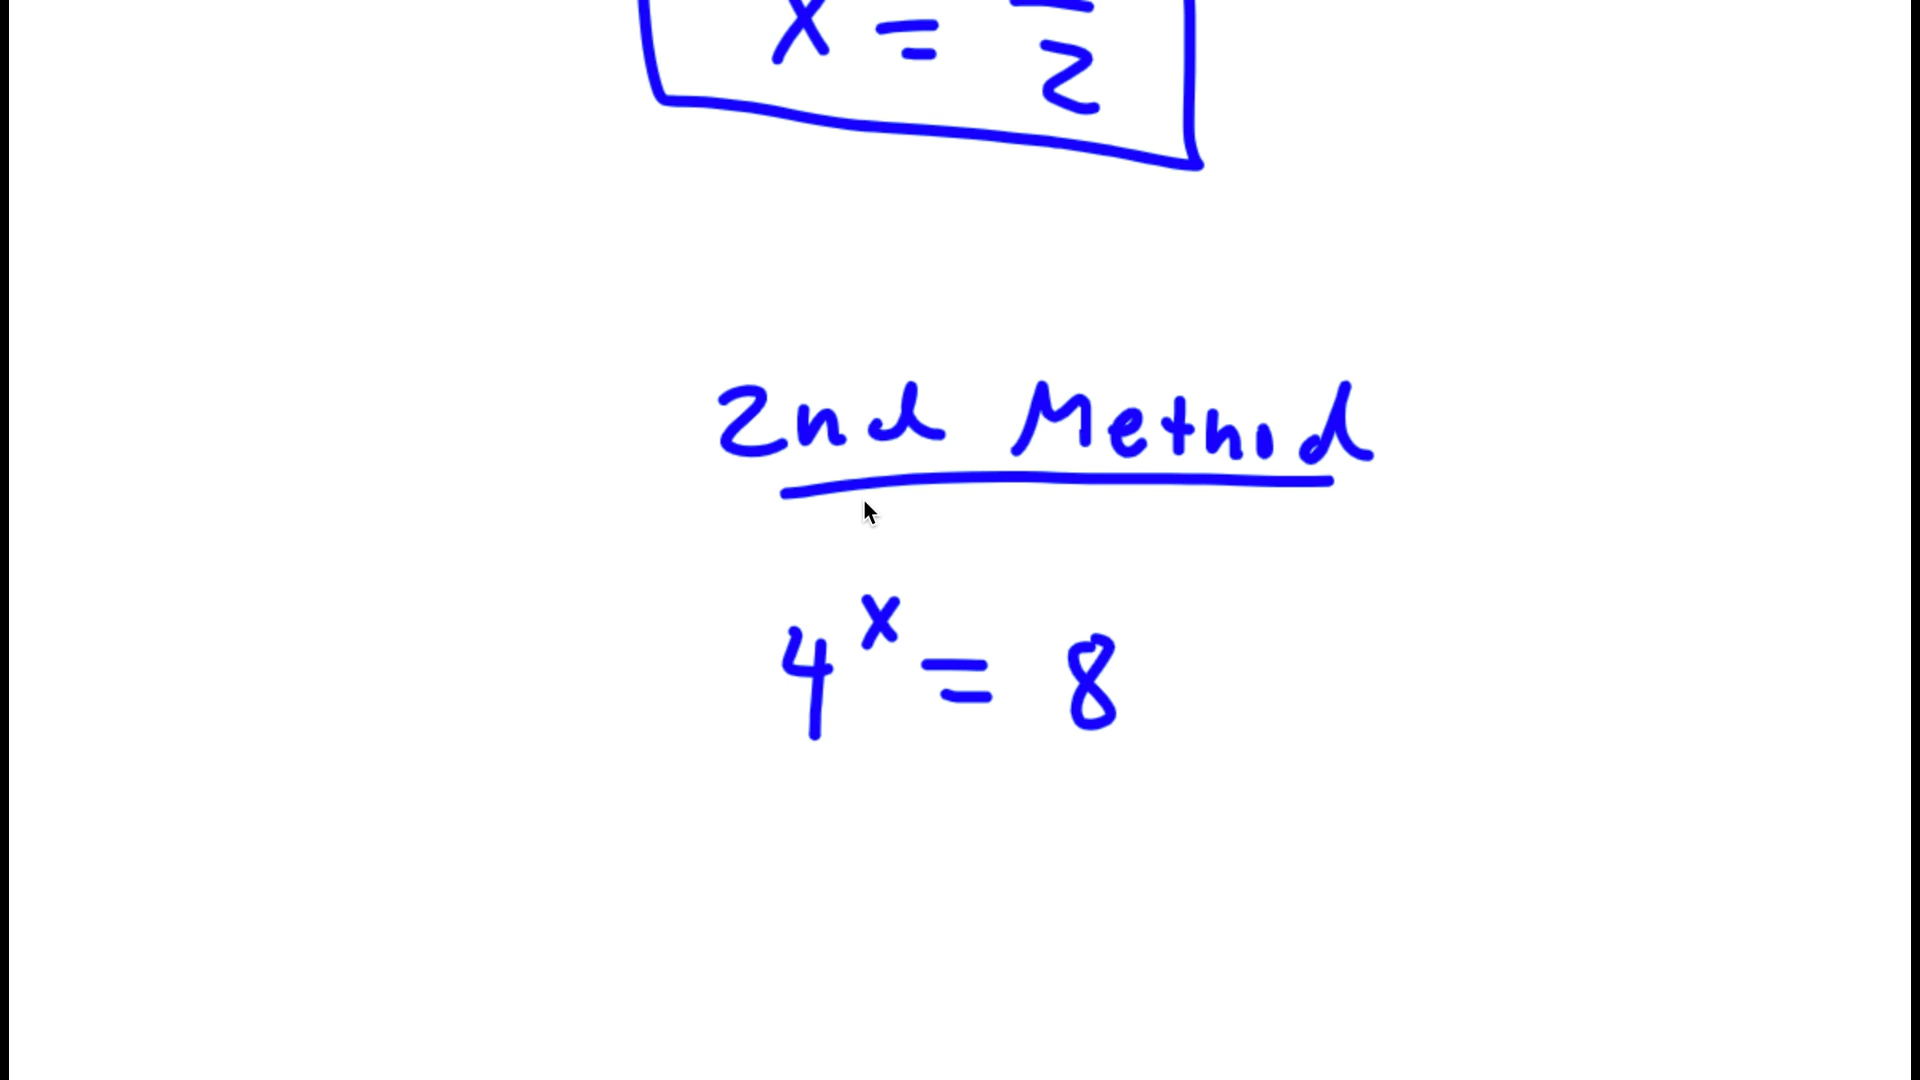 x = —
2
2nd Method
4^x = 8